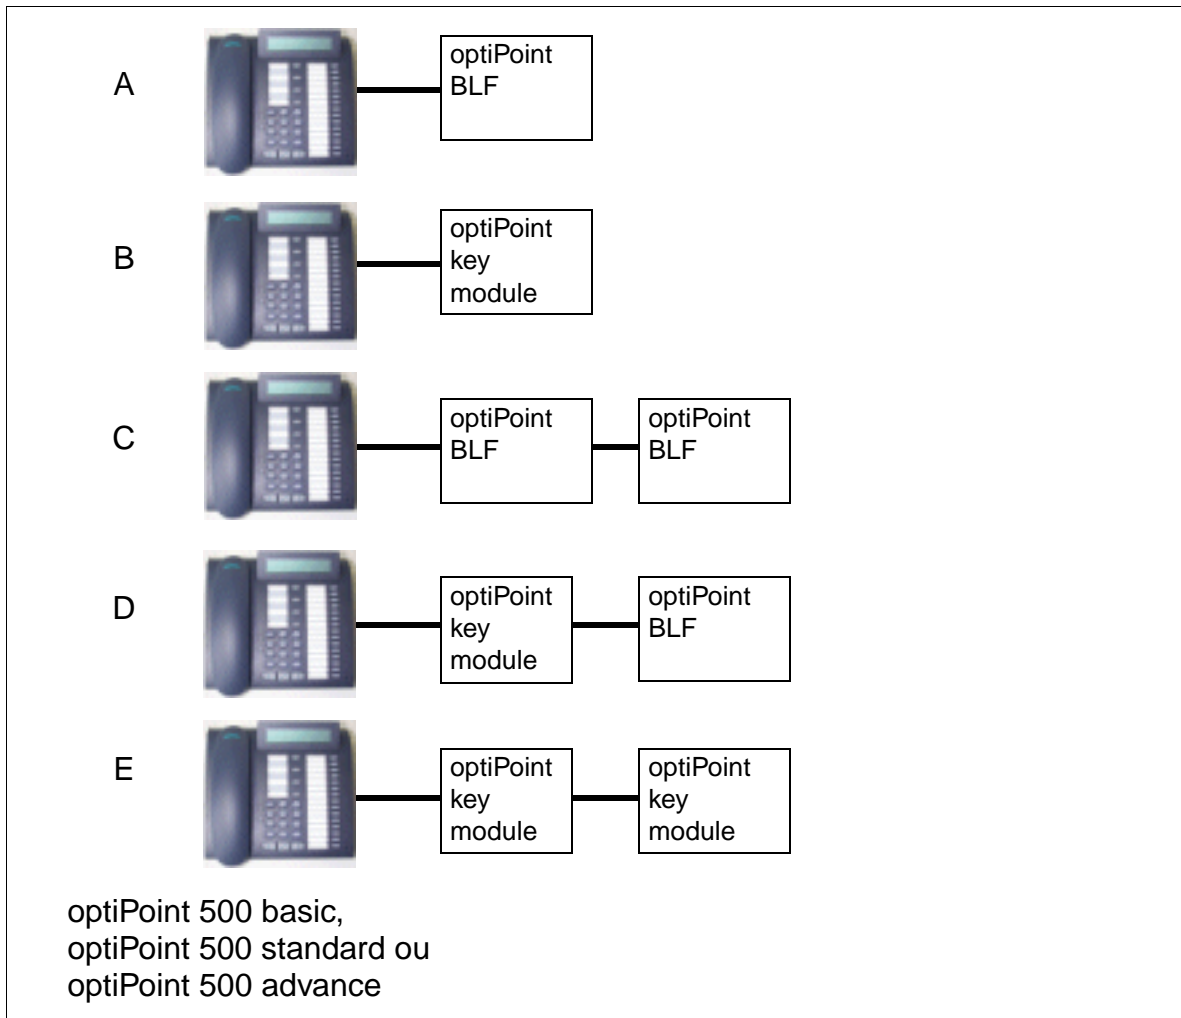 A
optiPoint
BLF
B
optiPoint
key
module
C
optiPoint
BLF
optiPoint
BLF
D
optiPoint
key
module
optiPoint
BLF
E
optiPoint
key
module
optiPoint
key
module
optiPoint 500 basic,
optiPoint 500 standard ou
optiPoint 500 advance